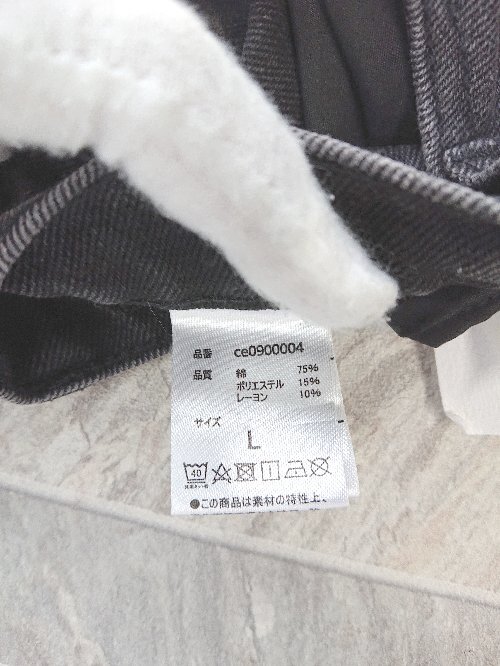 品番 ce0900004
品質 綿 75%
ポリエステル 15%
レーヨン 10%
サイズ
L
40
●この商品は素材の特性上、